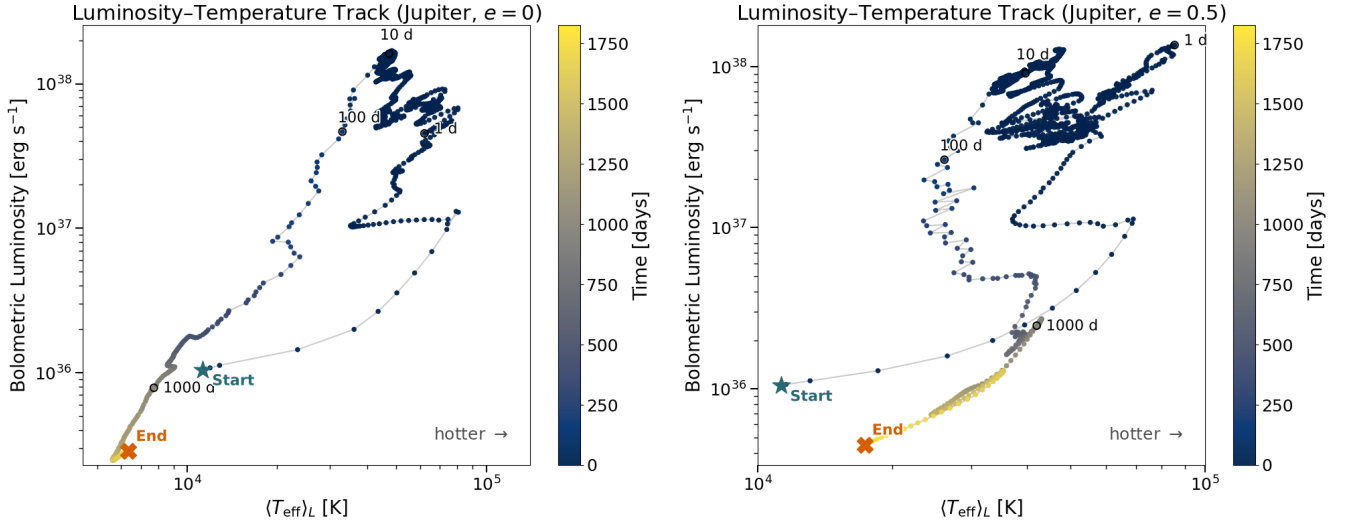 Luminosity–Temperature Track (Jupiter, e = 0)
Bolometric Luminosity [erg s⁻¹]
10³⁸
10³⁷
10³⁶
10 d
100 d
1 d
Start
1000 d
End
hotter →
10⁴
10⁵
⟨T_eff⟩_L [K]
1750
1500
1250
1000
750
500
250
0
Time [days]
Luminosity–Temperature Track (Jupiter, e = 0.5)
Bolometric Luminosity [erg s⁻¹]
10³⁸
10³⁷
10³⁶
1 d
10 d
100 d
1000 d
Start
End
hotter →
10⁴
10⁵
⟨T_eff⟩_L [K]
1750
1500
1250
1000
750
500
250
0
Time [days]